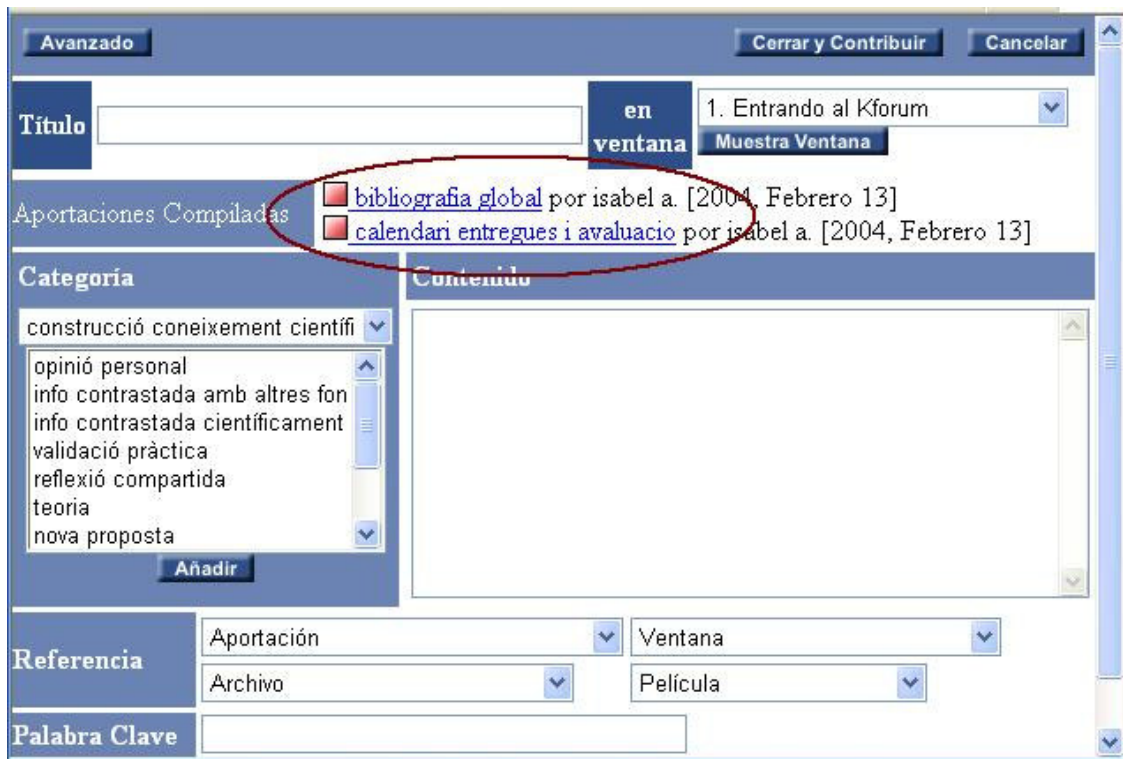 Avanzado Cerrar y Contribuir Cancelar
Título en ventana 1. Entrando al Kforum
Muestra Ventana
Aportaciones Compiladas
bibliografia global por isabel a. [2004, Febrero 13]
calendari entregues i avaluacio por isabel a. [2004, Febrero 13]
Categoría Contenido
construcció coneixement científi
opinió personal
info contrastada amb altres fon
info contrastada científicament
validació pràctica
reflexió compartida
teoria
nova proposta
Añadir
Referencia
Aportación Ventana
Archivo Película
Palabra Clave